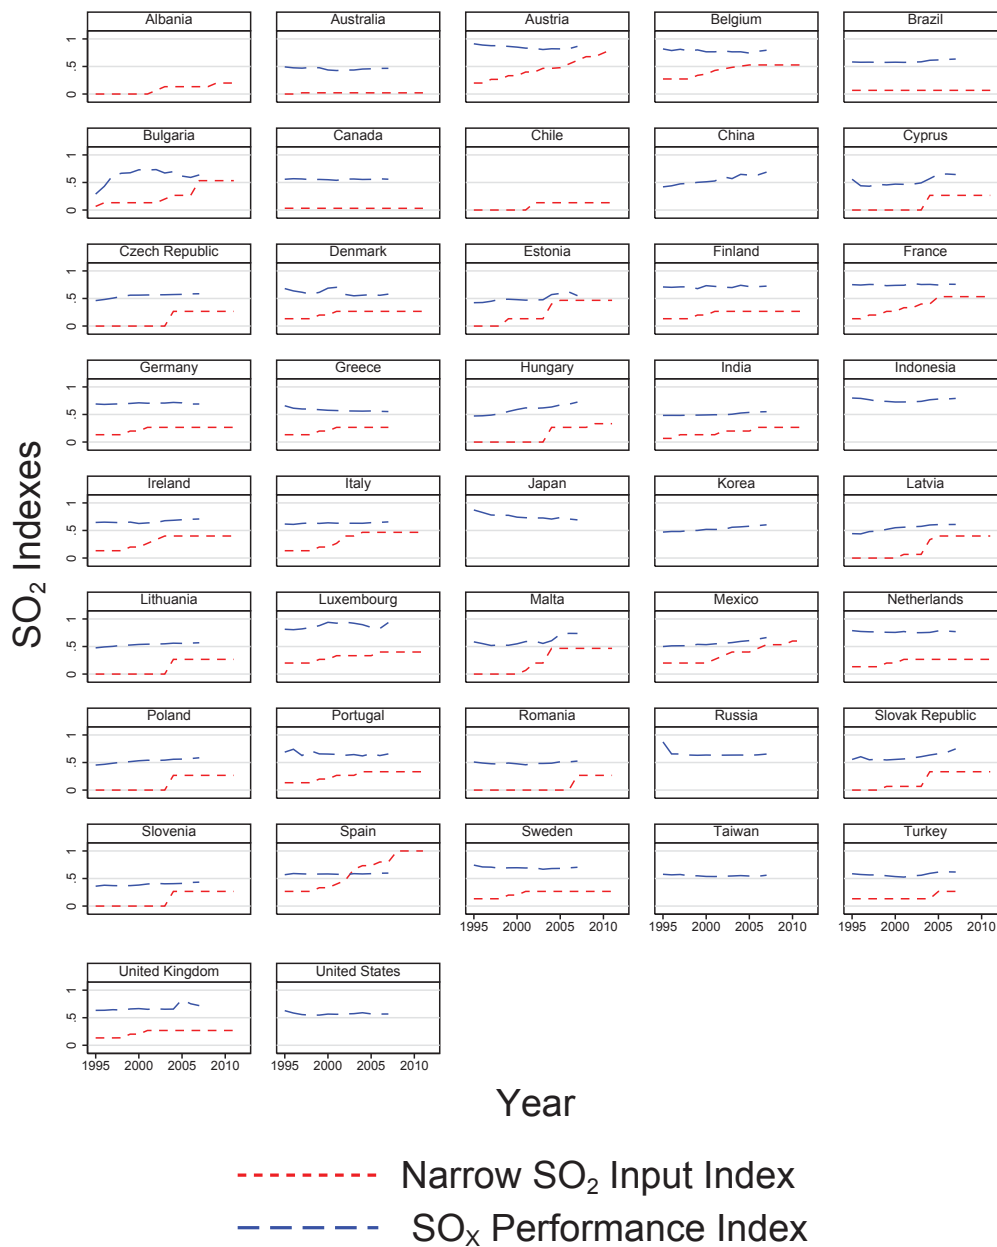 Albania Australia Austria Belgium Brazil
0 .5 1
Bulgaria Canada Chile China Cyprus
0 .5 1
Czech Republic Denmark Estonia Finland France
0 .5 1
Germany Greece Hungary India Indonesia
0 .5 1
Ireland Italy Japan Korea Latvia
0 .5 1
Lithuania Luxembourg Malta Mexico Netherlands
0 .5 1
Poland Portugal Romania Russia Slovak Republic
0 .5 1
Slovenia Spain Sweden Taiwan Turkey
0 .5 1
1995 2000 2005 2010 1995 2000 2005 2010 1995 2000 2005 2010
United Kingdom United States
0 .5 1
1995 2000 2005 2010 1995 2000 2005 2010
SO₂ Indexes
Year
Narrow SO₂ Input Index
SOₓ Performance Index